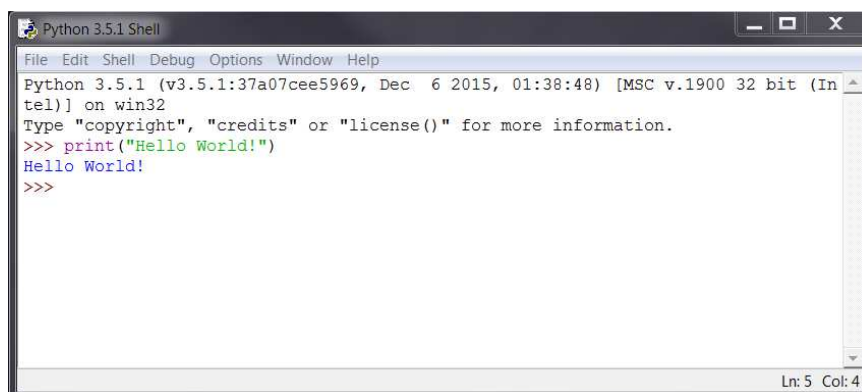 Python 3.5.1 Shell
File Edit Shell Debug Options Window Help
Python 3.5.1 (v3.5.1:37a07cee5969, Dec  6 2015, 01:38:48) [MSC v.1900 32 bit (In
tel)] on win32
Type "copyright", "credits" or "license()" for more information.
>>> print("Hello World!")
Hello World!
>>>
Ln: 5 Col: 4